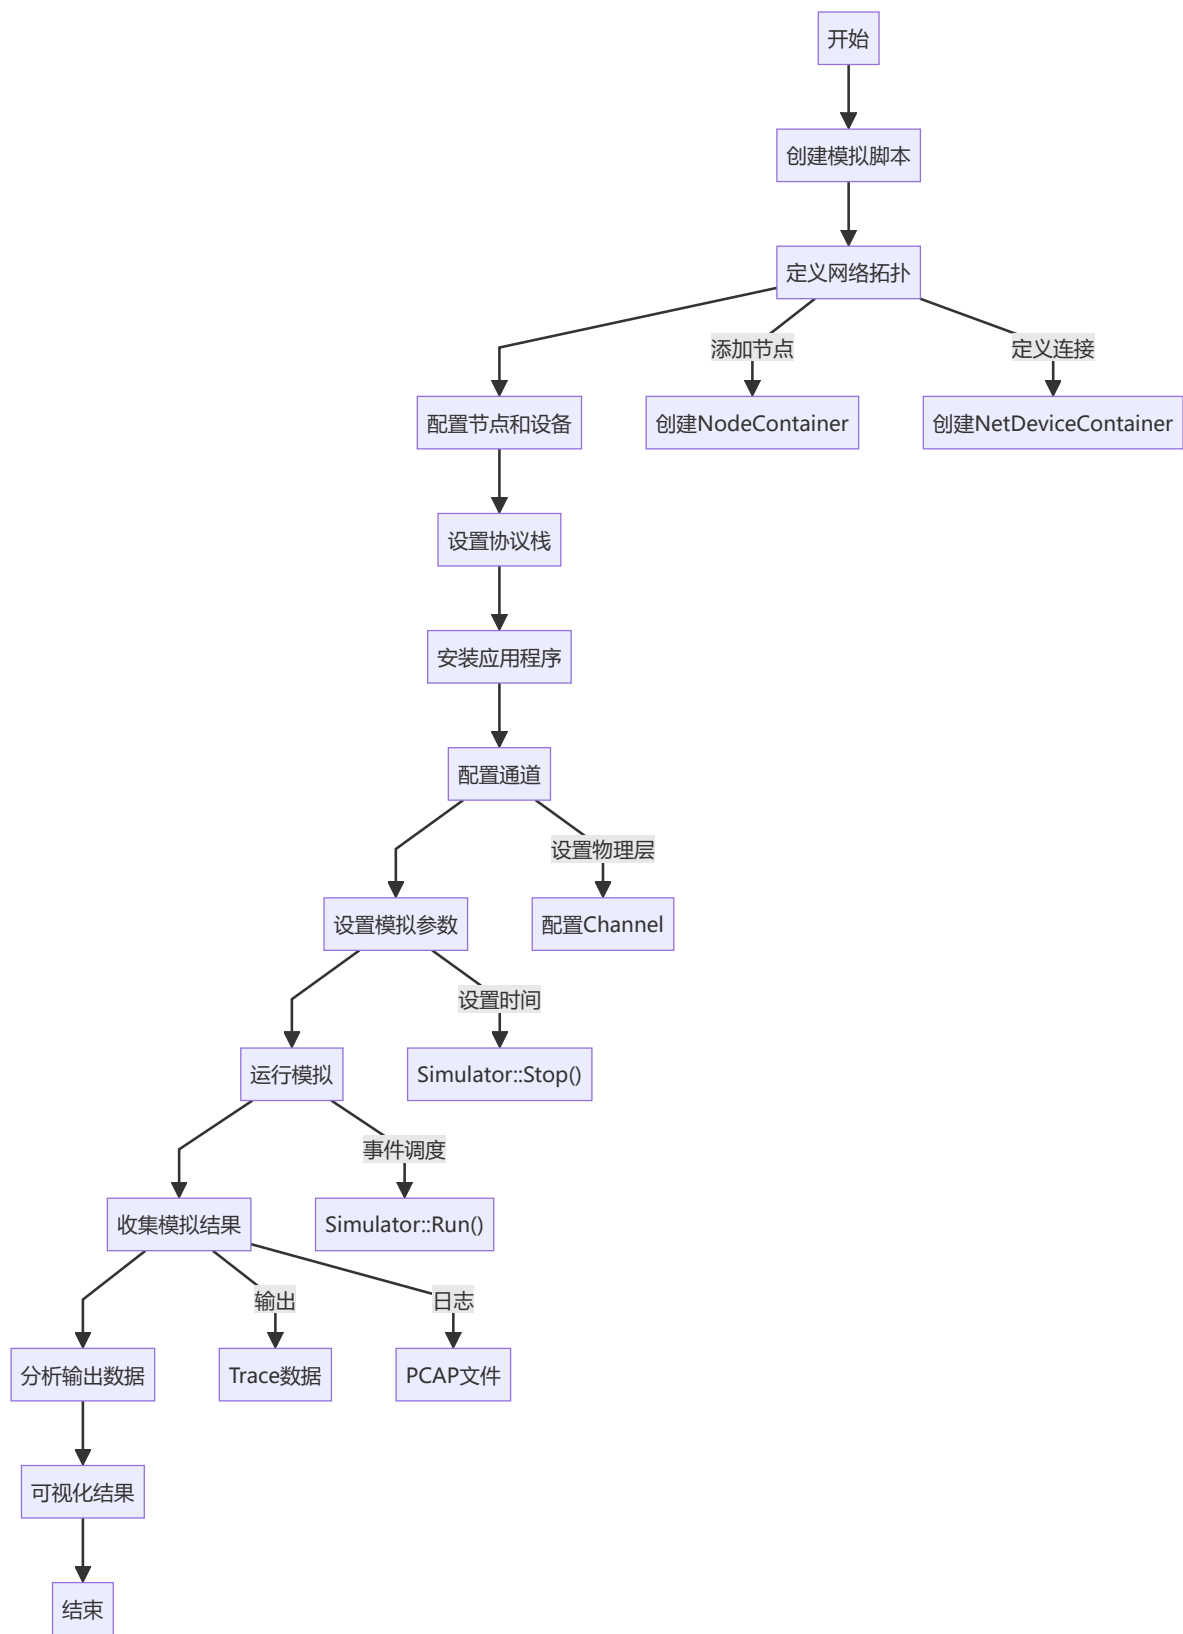 开始
创建模拟脚本
定义网络拓扑
添加节点
定义连接
配置节点和设备
创建NodeContainer
创建NetDeviceContainer
设置协议栈
安装应用程序
配置通道
设置物理层
设置模拟参数
配置Channel
设置时间
运行模拟
Simulator::Stop()
事件调度
收集模拟结果
Simulator::Run()
输出
日志
分析输出数据
Trace数据
PCAP文件
可视化结果
结束